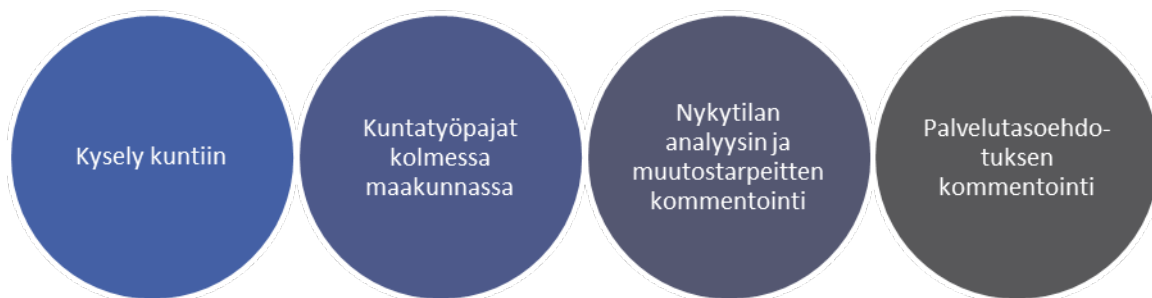 Kysely kuntiin
Kuntatyöpajat
kolmessa
maakunnassa
Nykytilan
analyysin ja
muutostarpeitten
kommentointi
Palvelutasoehdo-
tuksen
kommentointi